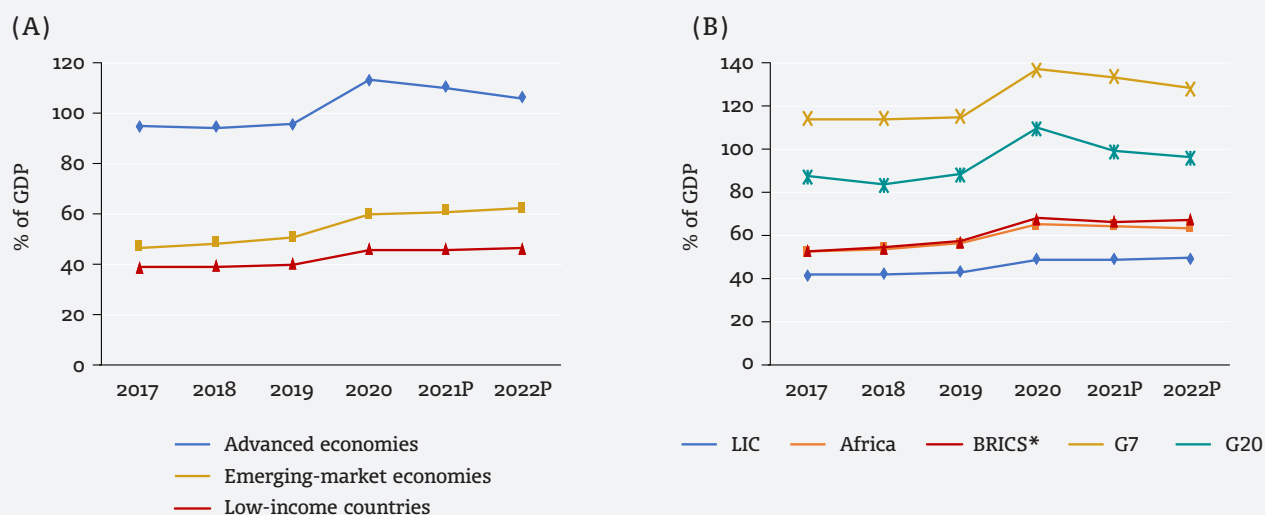 (A)
% of GDP
120
100
80
60
40
20
0
2017 2018 2019 2020 2021P 2022P
Advanced economies
Emerging-market economies
Low-income countries
(B)
% of GDP
140
120
100
80
60
40
20
0
2017 2018 2019 2020 2021P 2022P
LIC Africa BRICS* G7 G20